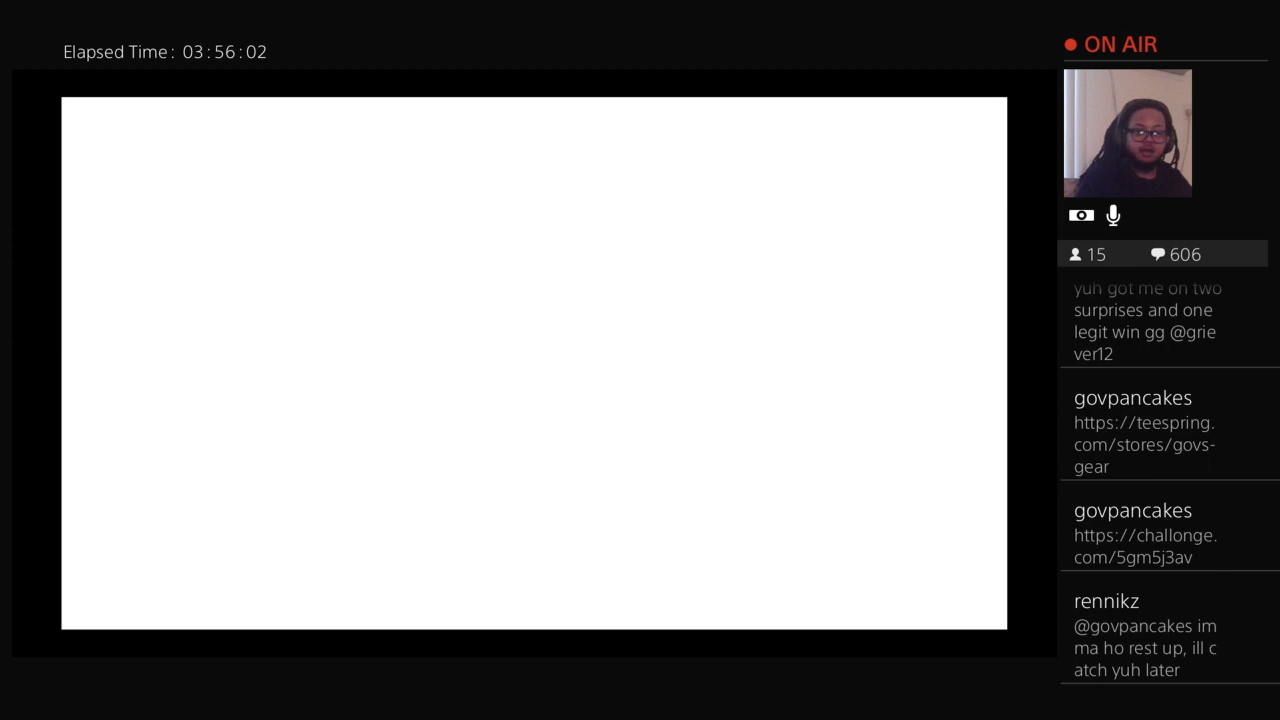 Elapsed Time: 03:56:02
ON AIR
15 606
yuh got me on two
surprises and one
legit win gg @grie
ver12
govpancakes
https://teespring.
com/stores/govs-
gear
govpancakes
https://challonge.
com/5gm5j3av
rennikz
@govpancakes im
ma ho rest up, ill c
atch yuh later